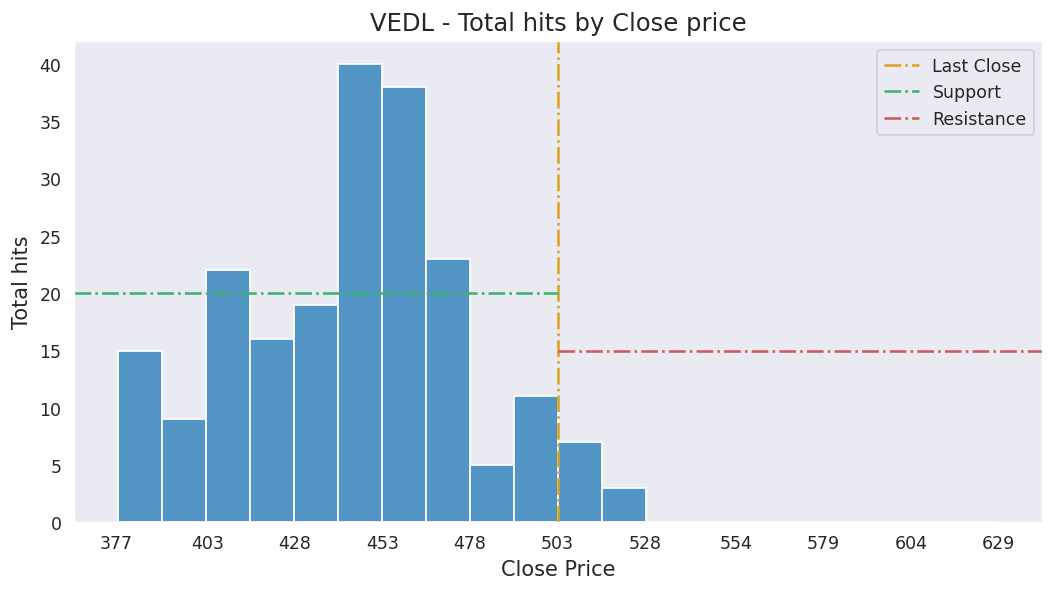 VEDL - Total hits by Close price
Last Close
Support
Resistance
Total hits
40
35
30
25
20
15
10
5
0
377 403 428 453 478 503 528 554 579 604 629
Close Price